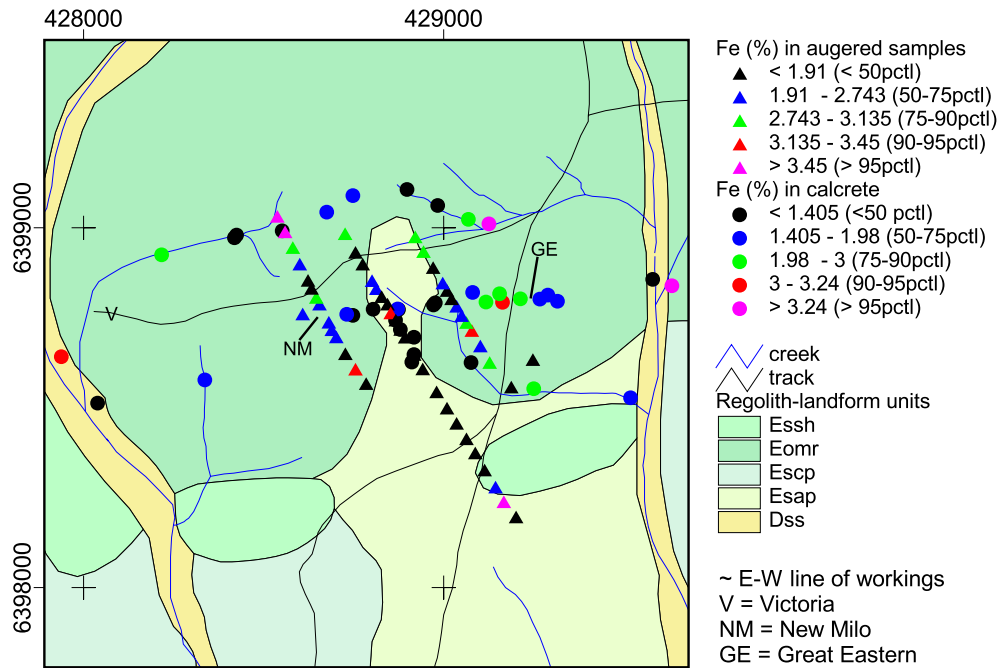 428000
429000
6399000
6398000
V
NM
GE
Fe (%) in augered samples
< 1.91 (< 50pctl)
1.91 - 2.743 (50-75pctl)
2.743 - 3.135 (75-90pctl)
3.135 - 3.45 (90-95pctl)
> 3.45 (> 95pctl)
Fe (%) in calcrete
< 1.405 (<50 pctl)
1.405 - 1.98 (50-75pctl)
1.98 - 3 (75-90pctl)
3 - 3.24 (90-95pctl)
> 3.24 (> 95pctl)
creek
track
Regolith-landform units
Essh
Eomr
Escp
Esap
Dss
~ E-W line of workings
V = Victoria
NM = New Milo
GE = Great Eastern